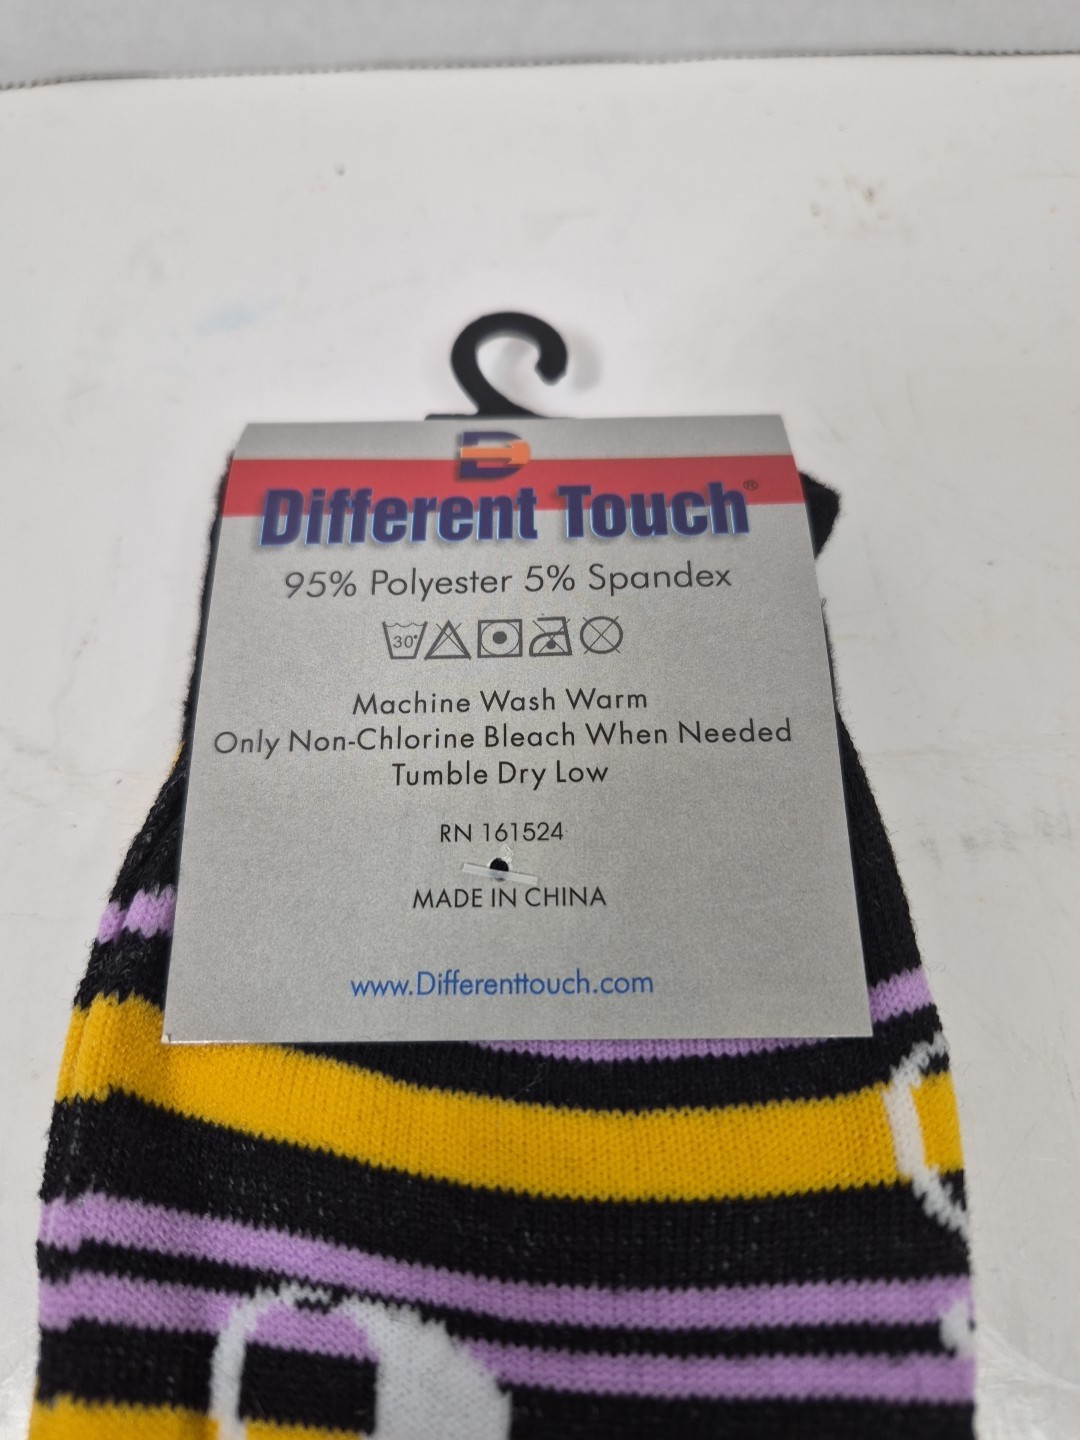 D
Different Touch®
95% Polyester 5% Spandex
30°
Machine Wash Warm
Only Non-Chlorine Bleach When Needed
Tumble Dry Low
RN 161524
MADE IN CHINA
www.Differenttouch.com